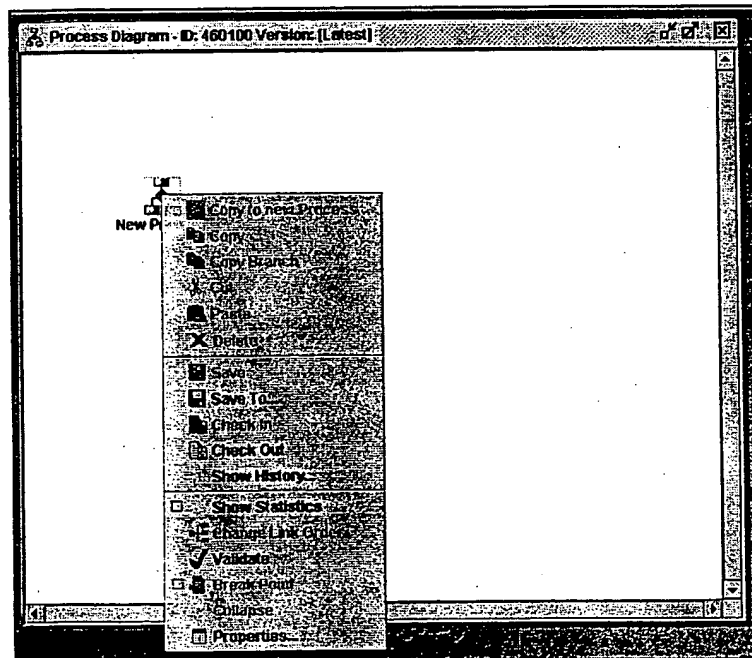 Process Diagram - ID: 460100 Version: [Latest]
New P
Copy to new Process
Copy
Copy Branch
Cut
Paste
Delete
Save
Save To...
Check In
Check Out
Show History...
Show Statistics
Change Link Order
Validate
Break Point
Collapse
Properties...